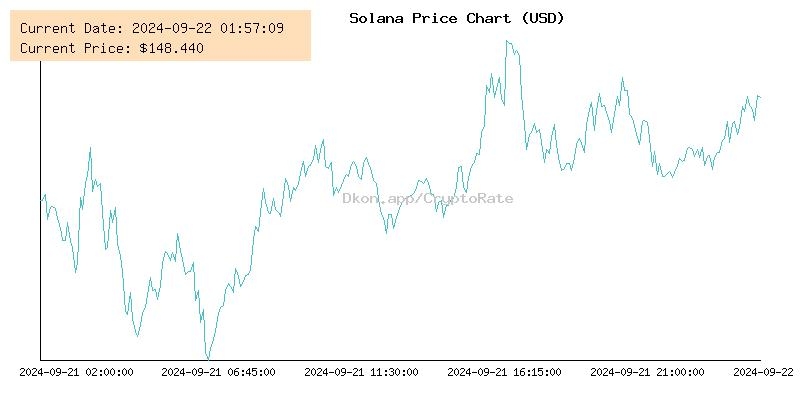 Solana Price Chart (USD)
Current Date: 2024-09-22 01:57:09
Current Price: $148.440
Dkon.app/CryptoRate
2024-09-21 02:00:00 2024-09-21 06:45:00 2024-09-21 11:30:00 2024-09-21 16:15:00 2024-09-21 21:00:00 2024-09-22